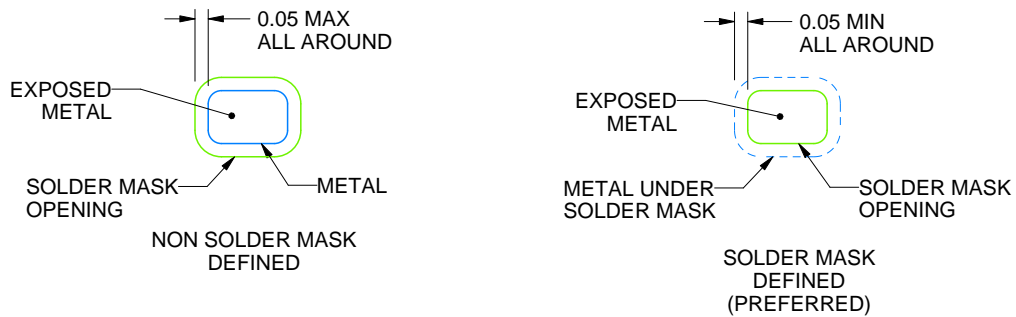 0.05 MAX
ALL AROUND
EXPOSED
METAL
SOLDER MASK
OPENING
METAL
NON SOLDER MASK
DEFINED
0.05 MIN
ALL AROUND
EXPOSED
METAL
METAL UNDER
SOLDER MASK
SOLDER MASK
OPENING
SOLDER MASK
DEFINED
(PREFERRED)